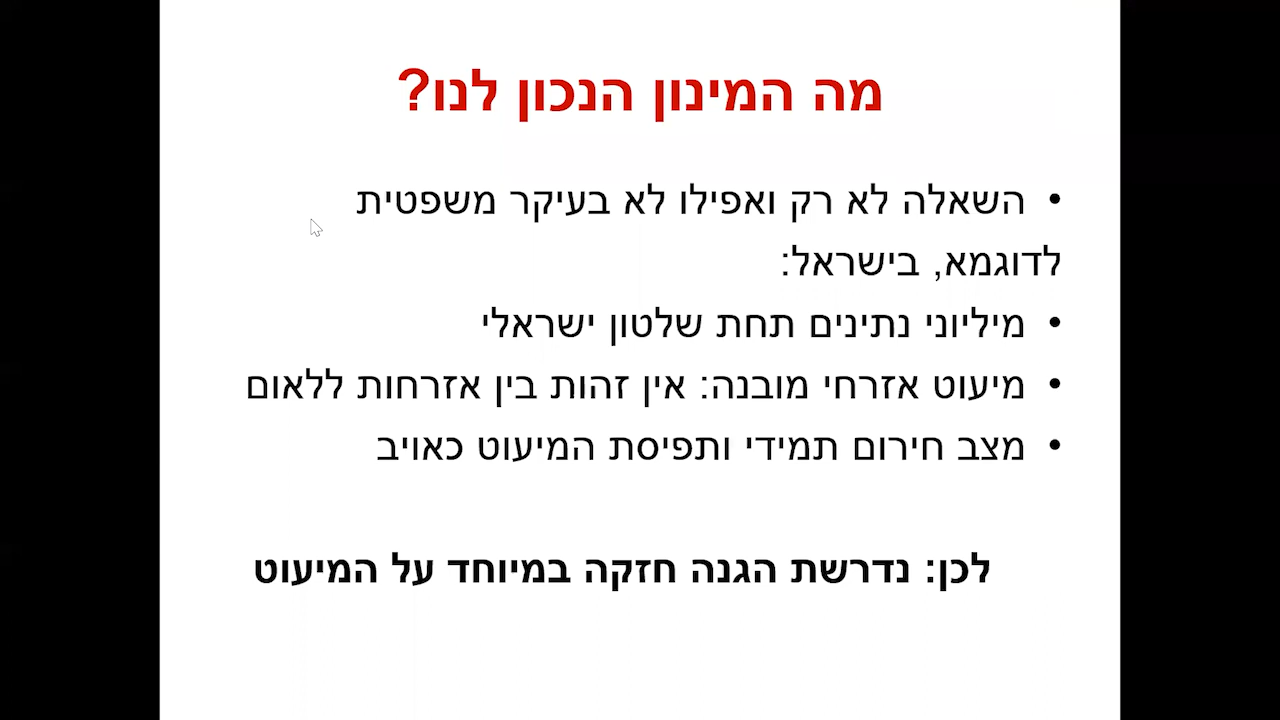 מה המינון הנכון לנו?
• השאלה לא רק ואפילו לא בעיקר משפטית
לדוגמא, בישראל:
• מיליוני נתינים תחת שלטון ישראלי
• מיעוט אזרחי מובנה: אין זהות בין אזרחות ללאום
• מצב חירום תמידי ותפיסת המיעוט כאויב
לכן: נדרשת הגנה חזקה במיוחד על המיעוט